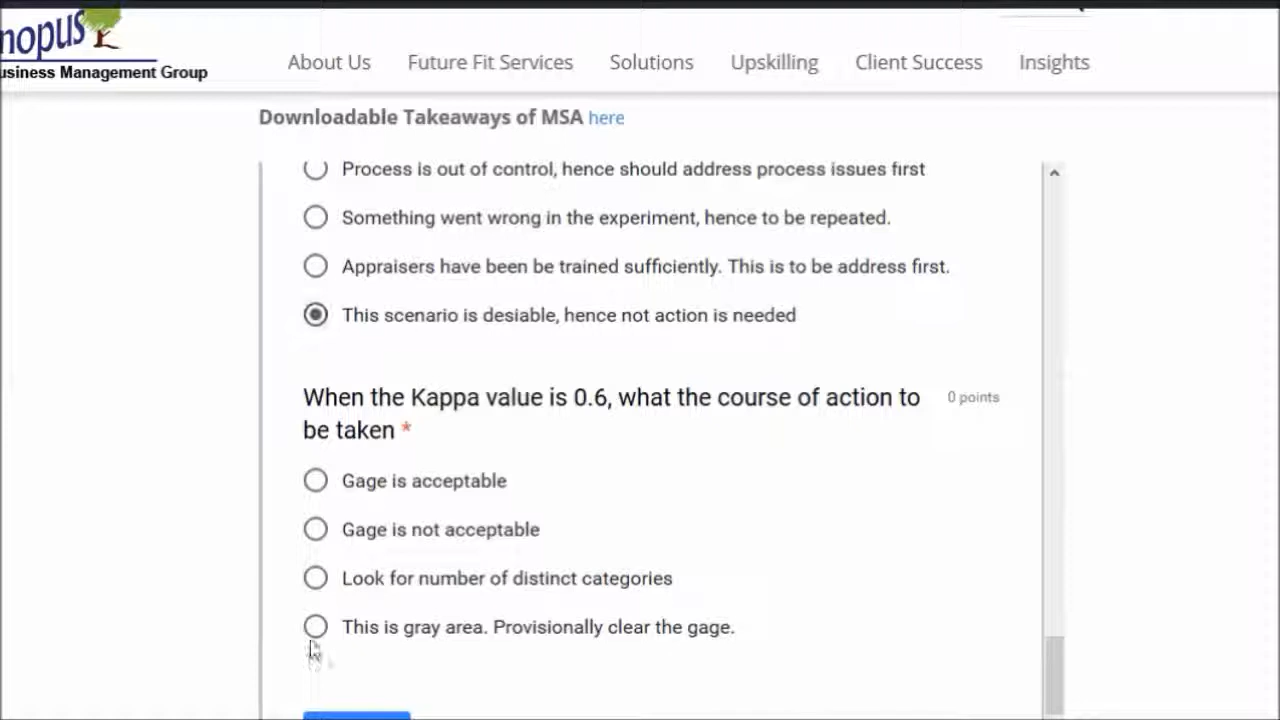 nopus
usiness Management Group
About Us Future Fit Services Solutions Upskilling Client Success Insights
Downloadable Takeaways of MSA here
Process is out of control, hence should address process issues first
Something went wrong in the experiment, hence to be repeated.
Appraisers have been be trained sufficiently. This is to be address first.
This scenario is desiable, hence not action is needed
When the Kappa value is 0.6, what the course of action to
be taken *
0 points
Gage is acceptable
Gage is not acceptable
Look for number of distinct categories
This is gray area. Provisionally clear the gage.